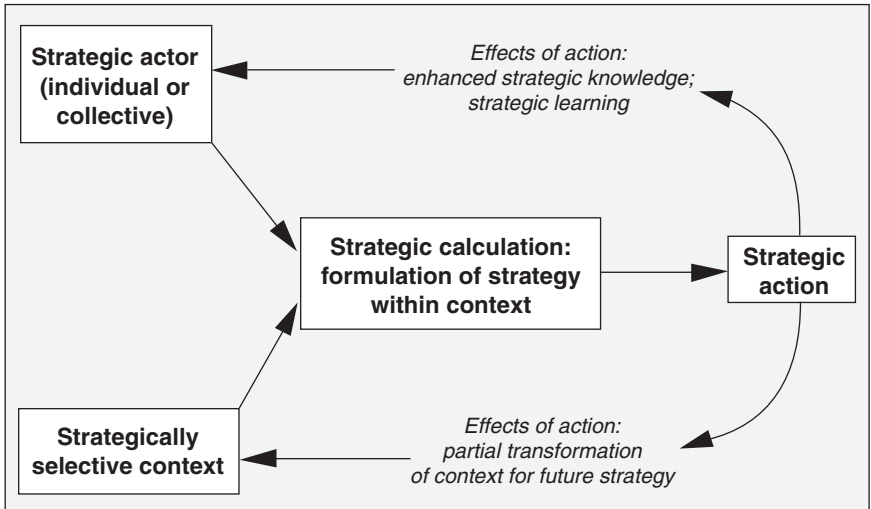 Strategic actor
(individual or
collective)
Effects of action:
enhanced strategic knowledge;
strategic learning
Strategic calculation:
formulation of strategy
within context
Strategic
action
Strategically
selective context
Effects of action:
partial transformation
of context for future strategy